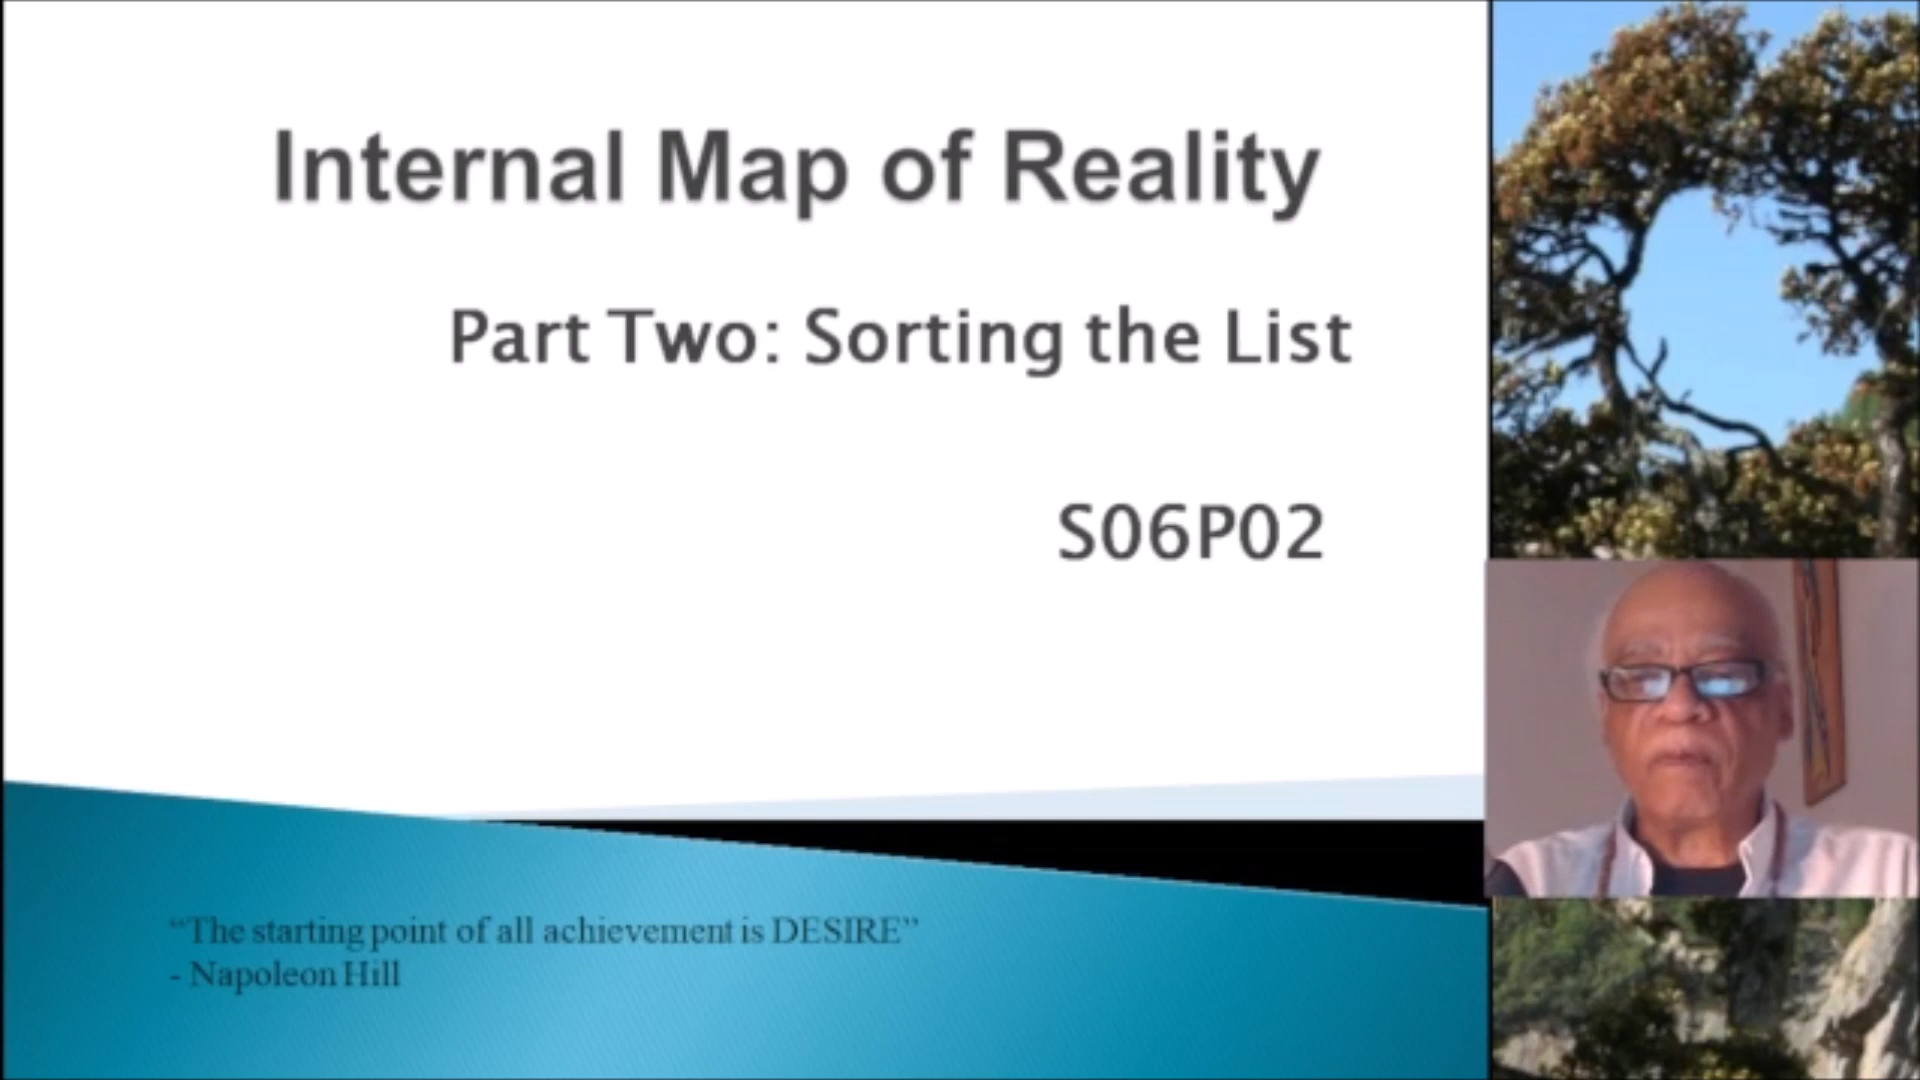 Internal Map of Reality
Part Two: Sorting the List
S06P02
“The starting point of all achievement is DESIRE”
- Napoleon Hill